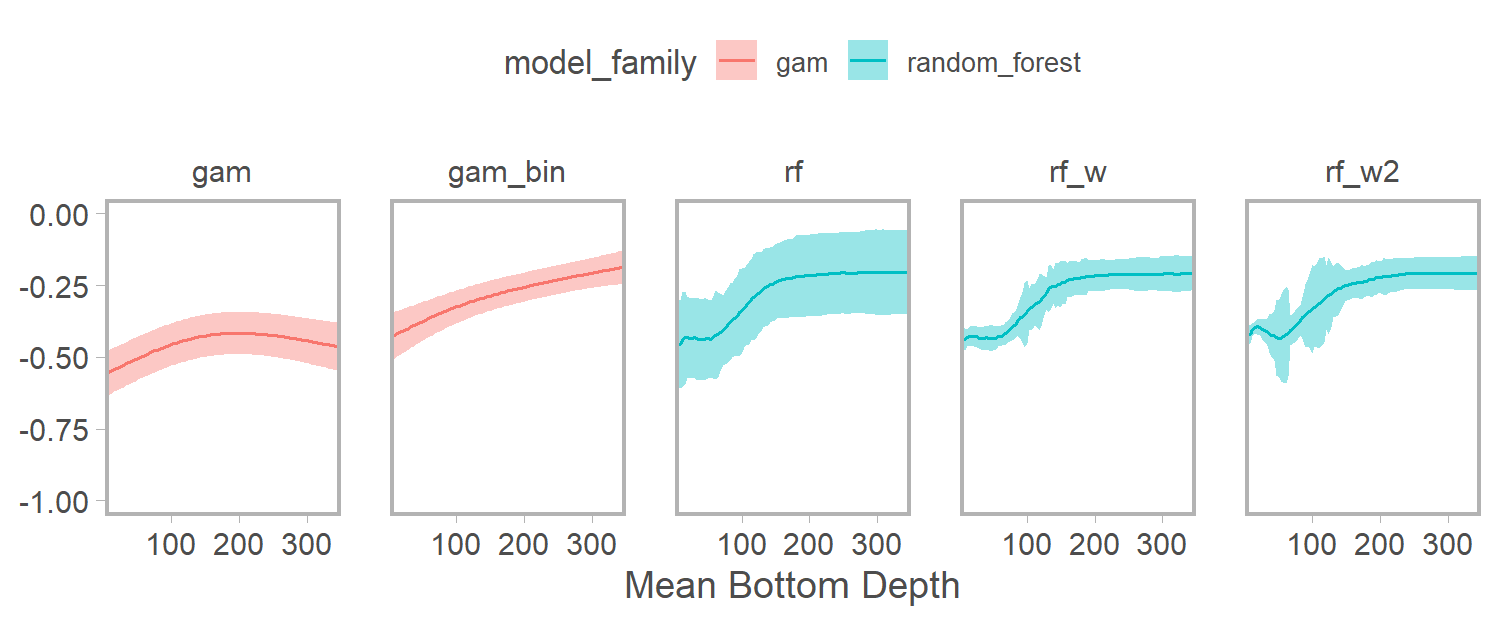 model_family gam random_forest
gam gam_bin rf rf_w rf_w2
0.00
-0.25
-0.50
-0.75
-1.00
100 200 300 100 200 300 100 200 300 100 200 300 100 200 300
Mean Bottom Depth